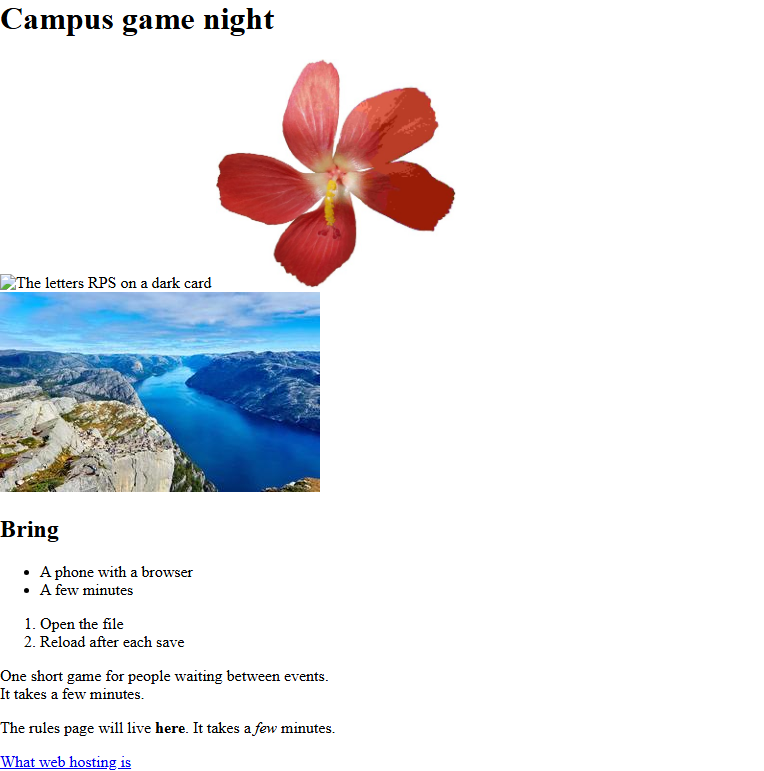 Campus game night
The letters RPS on a dark card
Bring
A phone with a browser
A few minutes
1. Open the file
2. Reload after each save
One short game for people waiting between events.
It takes a few minutes.
The rules page will live here. It takes a few minutes.
What web hosting is